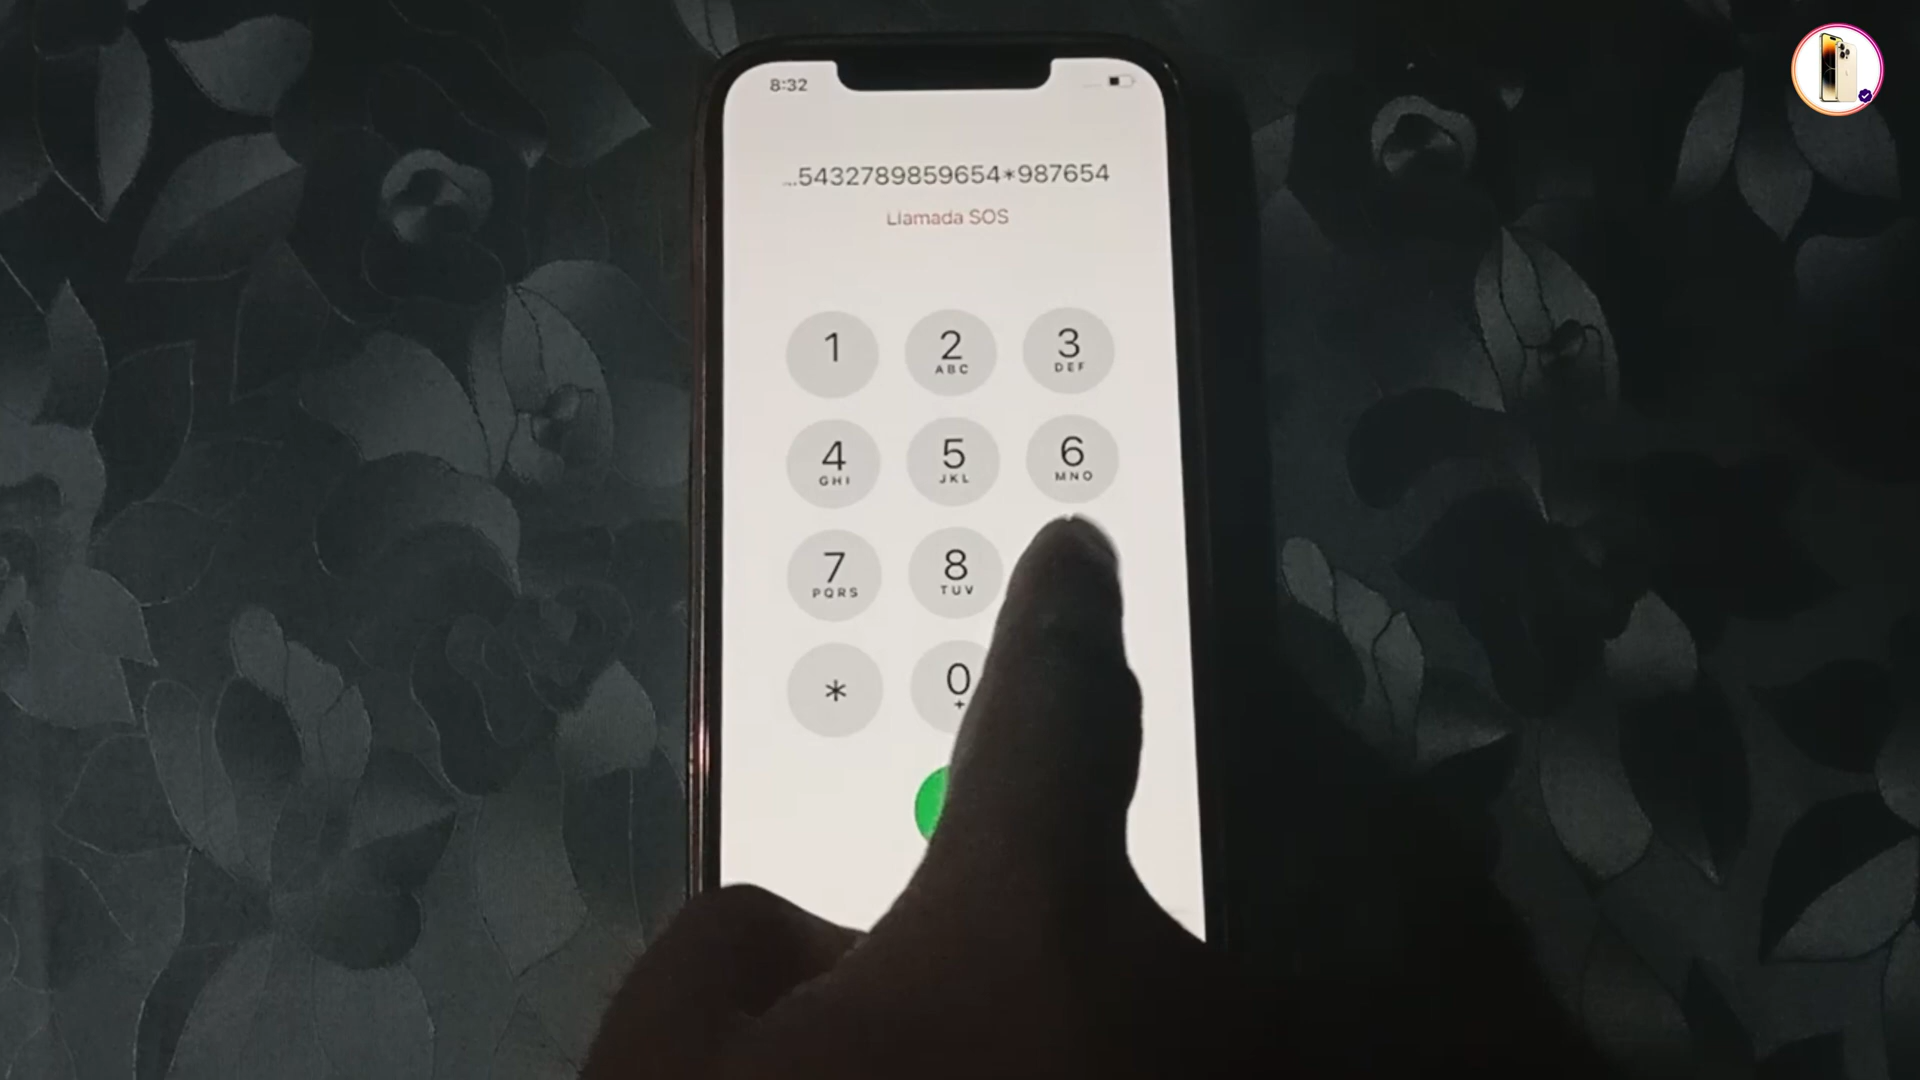 8:32
...5432789859654*987654
Llamada SOS
1
2
ABC
3
DEF
4
GHI
5
JKL
6
MNO
7
PQRS
8
TUV
*
0
+